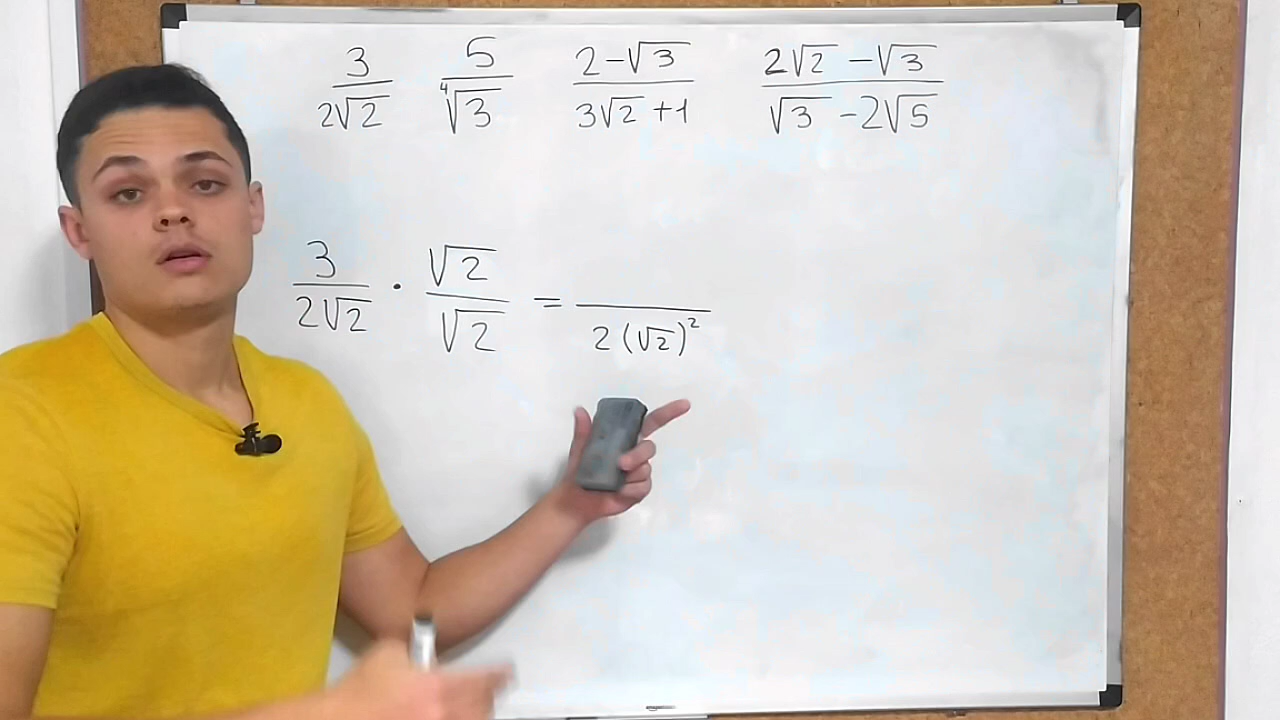 3/(2√2) 5/∜3 (2-√3)/(3√2+1) (2√2-√3)/(√3-2√5)
3/(2√2) · √2/√2 = /(2(√2)²)